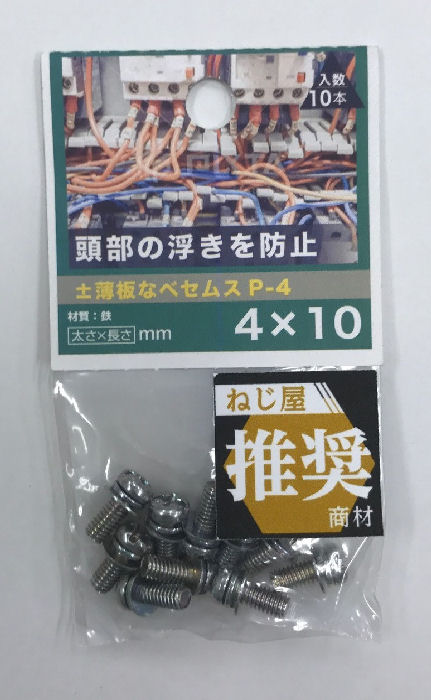 入数
10本
頭部の浮きを防止
±薄板なベセムス P-4
材質：鉄
太さ×長さ mm
4×10
ねじ屋
推奨
商材